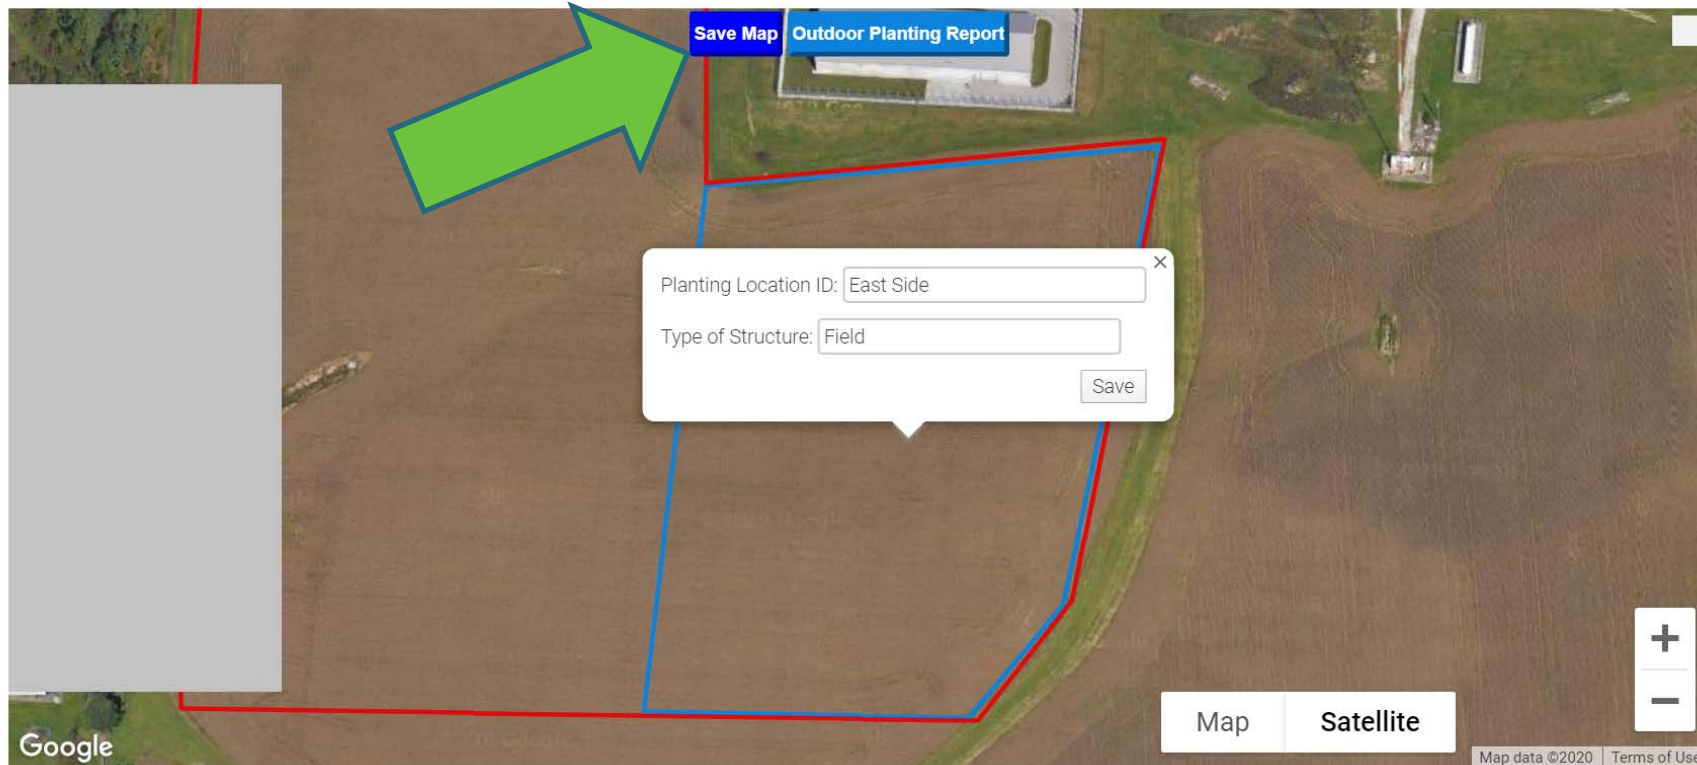 Save Map Outdoor Planting Report
Planting Location ID: East Side
Type of Structure: Field
Save
Map Satellite
+
−
Google
Map data ©2020 Terms of Use